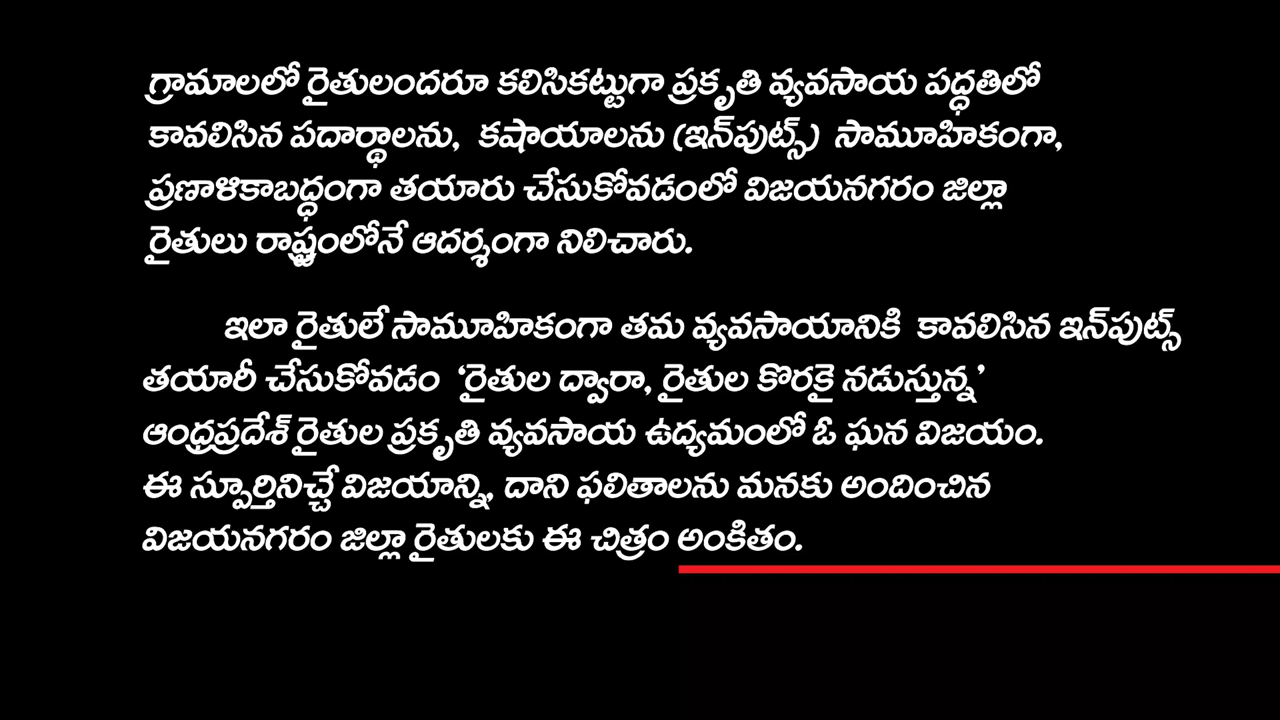 గ్రామాలలో రైతులందరూ కలిసికట్టుగా ప్రకృతి వ్యవసాయ పద్ధతిలో
కావలిసిన పదార్థాలను, కషాయాలను (ఇన్‌పుట్స్) సామూహికంగా,
ప్రణాళికాబద్ధంగా తయారు చేసుకోవడంలో విజయనగరం జిల్లా
రైతులు రాష్ట్రంలోనే ఆదర్శంగా నిలిచారు.
ఇలా రైతులే సామూహికంగా తమ వ్యవసాయానికి కావలిసిన ఇన్‌పుట్స్
తయారీ చేసుకోవడం ‘రైతుల ద్వారా, రైతుల కొరకై నడుస్తున్న’
ఆంధ్రప్రదేశ్ రైతుల ప్రకృతి వ్యవసాయ ఉద్యమంలో ఓ ఘన విజయం.
ఈ స్పూర్తినిచ్చే విజయాన్ని, దాని ఫలితాలను మనకు అందించిన
విజయనగరం జిల్లా రైతులకు ఈ చిత్రం అంకితం.